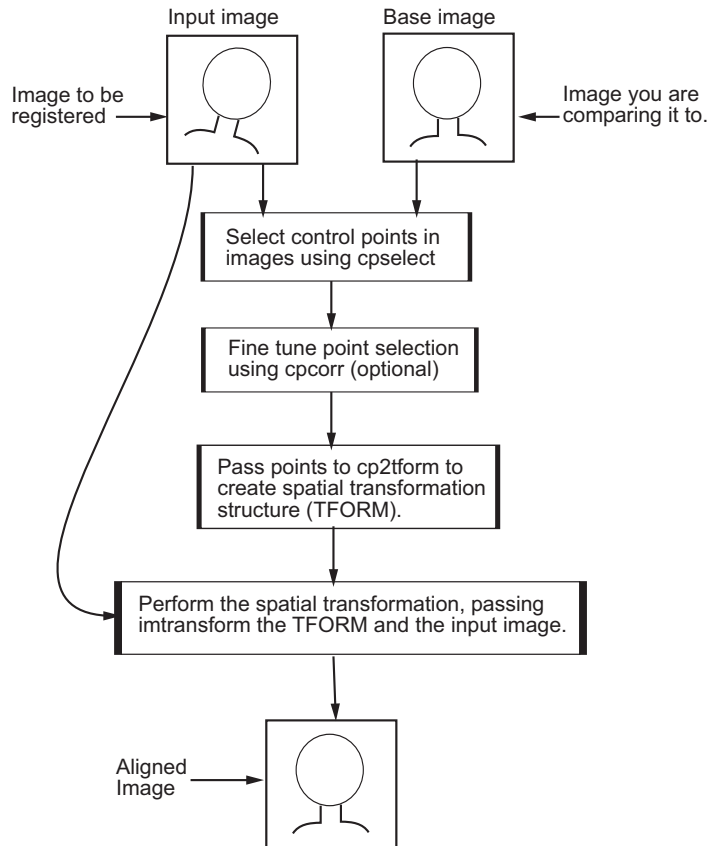 Input image
Base image
Image to be
registered
Image you are
comparing it to.
Select control points in
images using cpselect
Fine tune point selection
using cpcorr (optional)
Pass points to cp2tform to
create spatial transformation
structure (TFORM).
Perform the spatial transformation, passing
imtransform the TFORM and the input image.
Aligned
Image